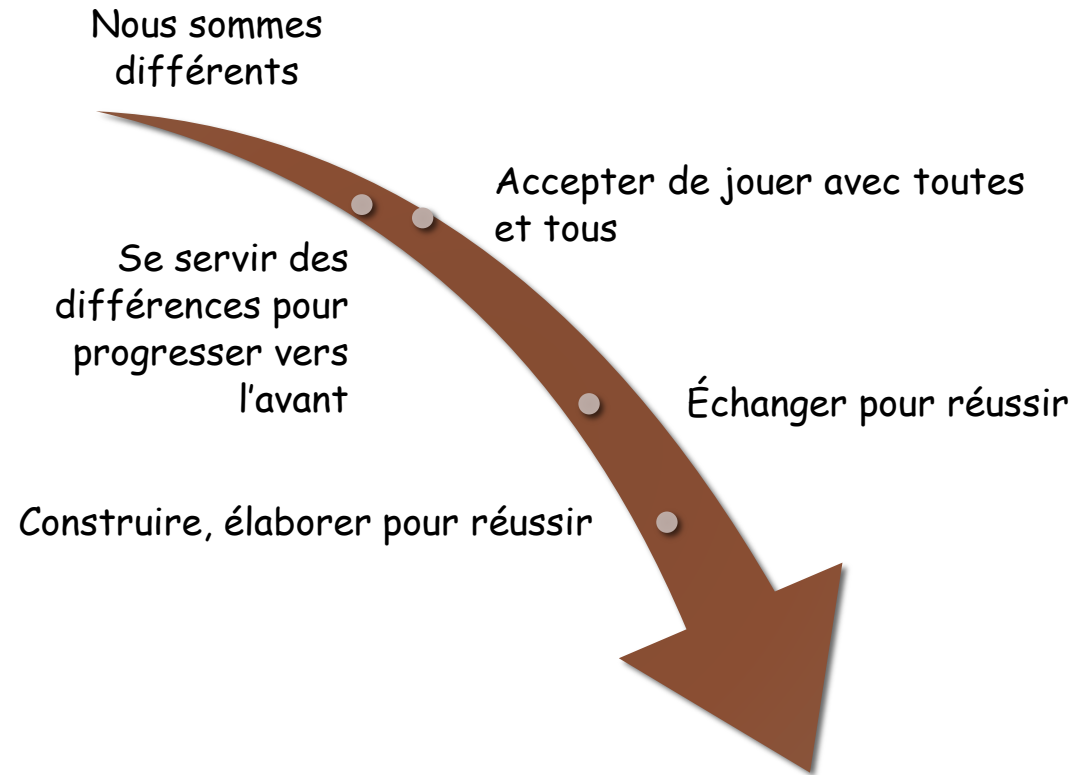 Nous sommes
différents
Accepter de jouer avec toutes
et tous
Se servir des
différences pour
progresser vers
l'avant
Échanger pour réussir
Construire, élaborer pour réussir